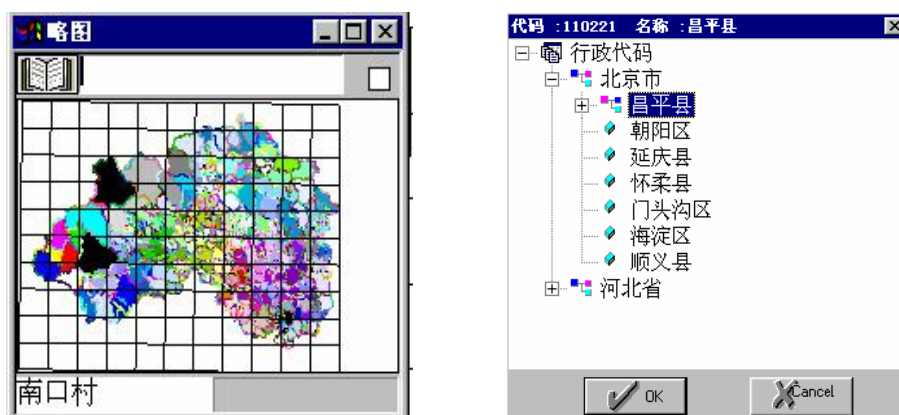 略图
南口村
代码 :110221 名称 :昌平县
行政代码
北京市
昌平县
朝阳区
延庆县
怀柔县
门头沟区
海淀区
顺义县
河北省
OK
Cancel